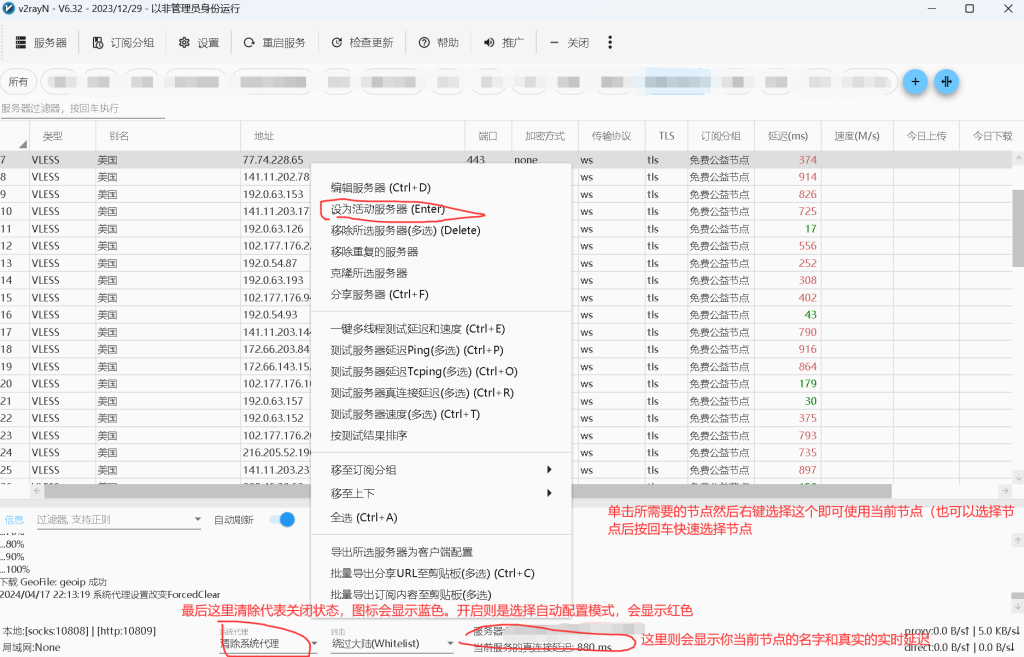 v2rayN - V6.32 - 2023/12/29 - 以非管理员身份运行
服务器 订阅分组 设置 重启服务 检查更新 帮助 推广 关闭
所有
服务器过滤器，按回车执行
类型 别名 地址 端口 加密方式 传输协议 TLS 订阅分组 延迟(ms) 速度(M/s) 今日上传 今日下载
7 VLESS 美国 77.74.228.65 443 none ws tls 免费公益节点 374
8 VLESS 美国 141.11.202.78 ws tls 免费公益节点 914
9 VLESS 美国 192.0.63.153 ws tls 免费公益节点 826
10 VLESS 美国 141.11.203.17 ws tls 免费公益节点 725
11 VLESS 美国 192.0.63.126 ws tls 免费公益节点 17
12 VLESS 美国 102.177.176.2 ws tls 免费公益节点 556
13 VLESS 美国 192.0.54.87 ws tls 免费公益节点 252
14 VLESS 美国 192.0.63.193 ws tls 免费公益节点 308
15 VLESS 美国 102.177.176.94 ws tls 免费公益节点 402
16 VLESS 美国 192.0.54.93 ws tls 免费公益节点 43
17 VLESS 美国 141.11.203.14 ws tls 免费公益节点 790
18 VLESS 美国 172.66.203.84 ws tls 免费公益节点 916
19 VLESS 美国 172.66.143.15 ws tls 免费公益节点 864
20 VLESS 美国 102.177.176.10 ws tls 免费公益节点 179
21 VLESS 美国 192.0.63.157 ws tls 免费公益节点 30
22 VLESS 美国 192.0.63.152 ws tls 免费公益节点 375
23 VLESS 美国 102.177.176.20 ws tls 免费公益节点 793
24 VLESS 美国 216.205.52.19 ws tls 免费公益节点 735
25 VLESS 美国 141.11.203.23 ws tls 免费公益节点 897
编辑服务器 (Ctrl+D)
设为活动服务器 (Enter)
移除所选服务器(多选) (Delete)
移除重复的服务器
克隆所选服务器
分享服务器 (Ctrl+F)
一键多线程测试延迟和速度 (Ctrl+E)
测试服务器延迟Ping(多选) (Ctrl+P)
测试服务器延迟Tcping(多选) (Ctrl+O)
测试服务器真连接延迟(多选) (Ctrl+R)
测试服务器速度(多选) (Ctrl+T)
按测试结果排序
移至订阅分组
移至上下
全选 (Ctrl+A)
导出所选服务器为客户端配置
批量导出分享URL至剪贴板(多选) (Ctrl+C)
批量导出订阅内容至剪贴板(多选)
单击所需要的节点然后右键选择这个即可使用当前节点（也可以选择节
点后按回车快速选择节点
信息 过滤器, 支持正则 自动刷新
...80%
...90%
...100%
下载 GeoFile: geoip 成功
2024/04/17 22:13:19 系统代理设置改变ForcedClear
最后这里清除代表关闭状态，图标会显示蓝色。开启则是选择自动配置模式，会显示红色
本地:[socks:10808] | [http:10809]
局域网:None
系统代理
清除系统代理
路由
绕过大陆(Whitelist)
服务器
当前服务的真连接延迟: 880 ms
这里则会显示你当前节点的名字和真实的实时延迟
proxy:0.0 B/s↑ | 5.0 KB/s↓
direct:0.0 B/s↑ | 0.0 B/s↓